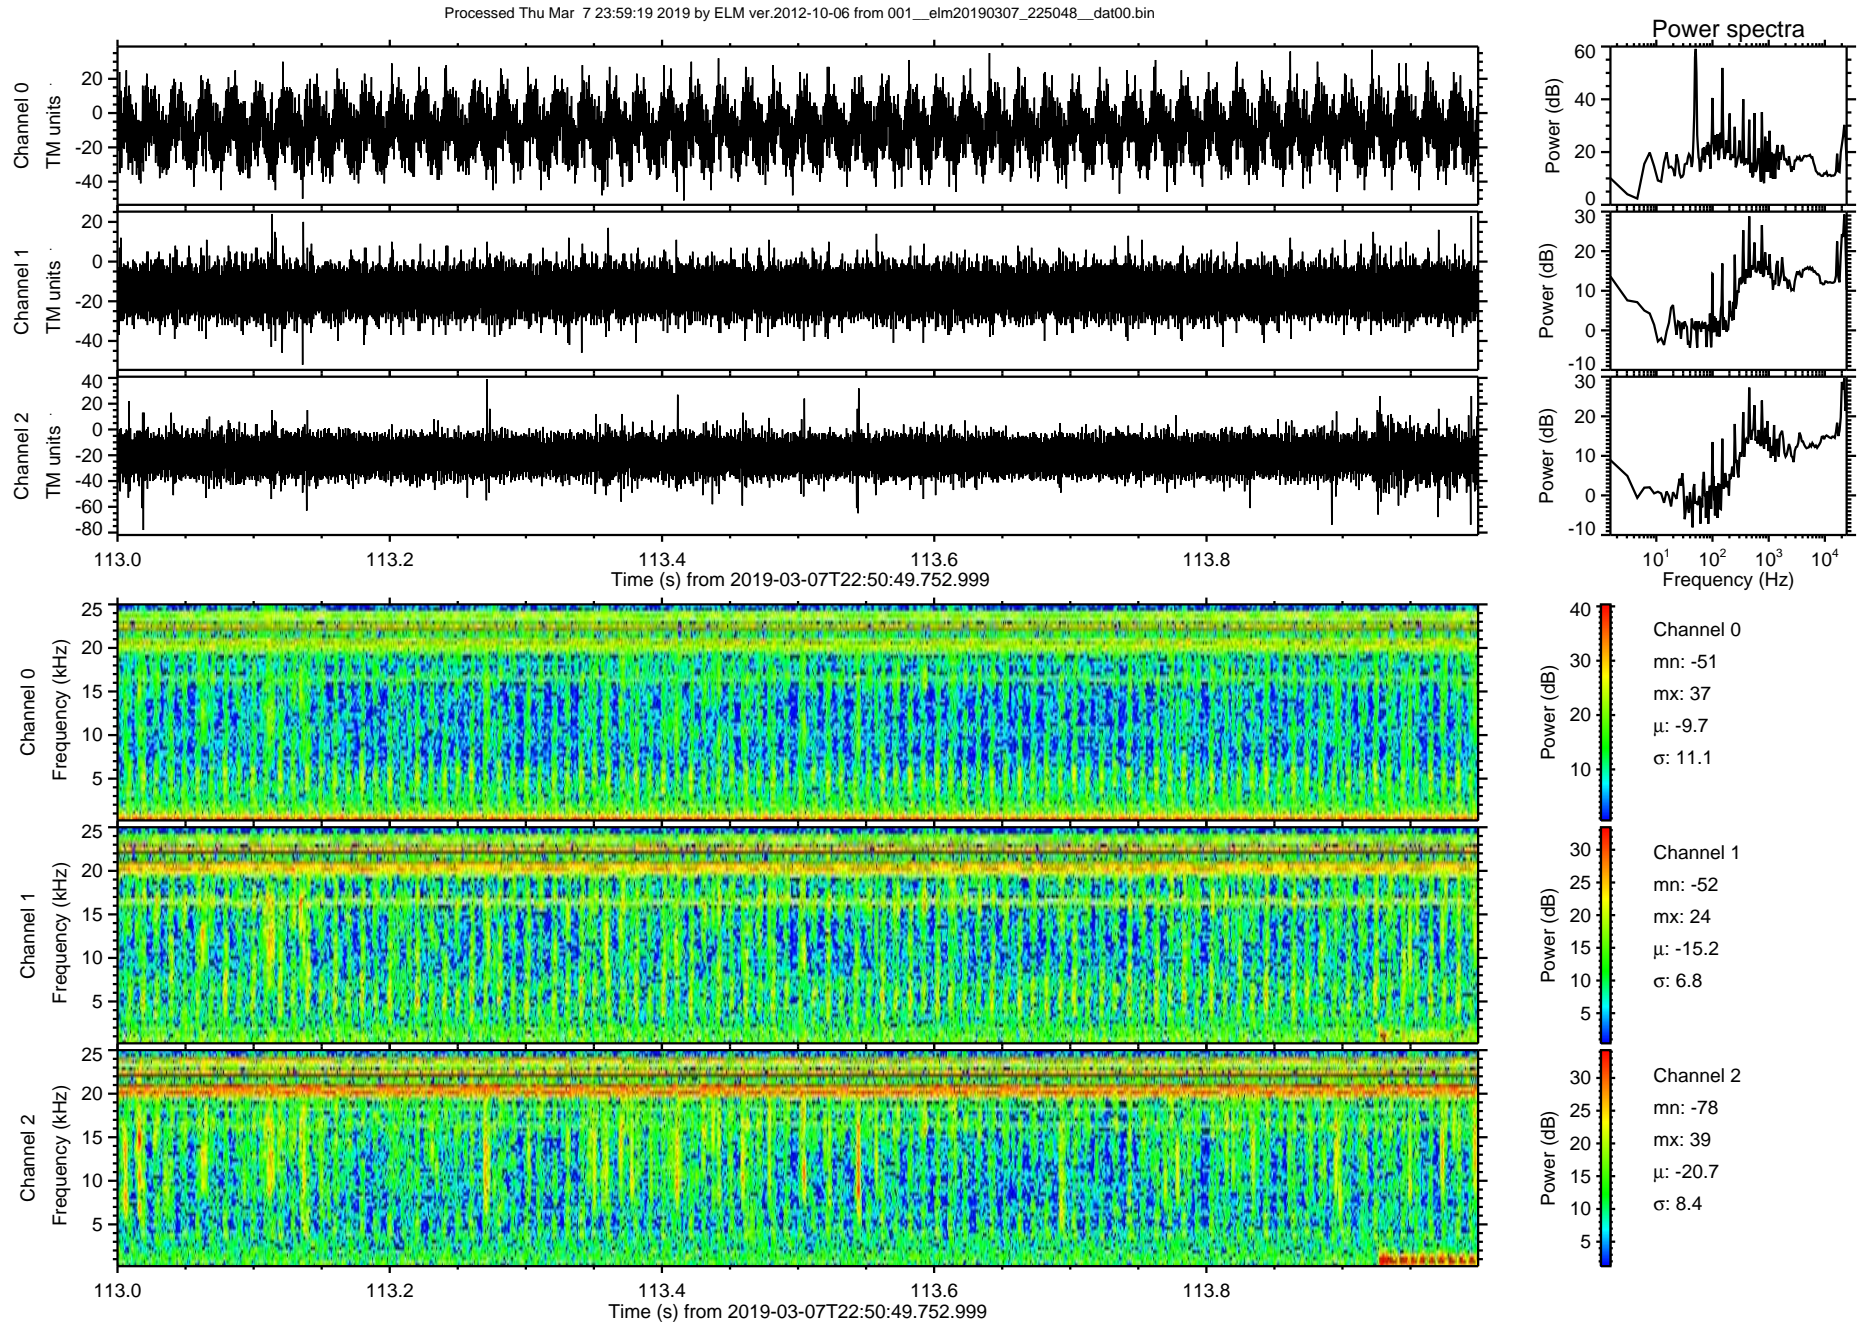 Processed Thu Mar  7 23:59:19 2019 by ELM ver.2012-10-06 from 001__elm20190307_225048__dat00.bin
Power spectra
Channel 0
TM units
20
0
-20
-40
Power (dB)
60
40
20
0
Channel 1
TM units
20
0
-20
-40
Power (dB)
30
20
10
0
-10
Channel 2
TM units
40
20
0
-20
-40
-60
-80
Power (dB)
30
20
10
0
-10
113.0 113.2 113.4 113.6 113.8
Time (s) from 2019-03-07T22:50:49.752.999
10^1 10^2 10^3 10^4
Frequency (Hz)
Channel 0
Frequency (kHz)
25
20
15
10
5
Power (dB)
40
30
20
10
Channel 0
mn: -51
mx: 37
μ: -9.7
σ: 11.1
Channel 1
Frequency (kHz)
25
20
15
10
5
Power (dB)
30
25
20
15
10
5
Channel 1
mn: -52
mx: 24
μ: -15.2
σ: 6.8
Channel 2
Frequency (kHz)
25
20
15
10
5
Power (dB)
30
25
20
15
10
5
Channel 2
mn: -78
mx: 39
μ: -20.7
σ: 8.4
113.0 113.2 113.4 113.6 113.8
Time (s) from 2019-03-07T22:50:49.752.999